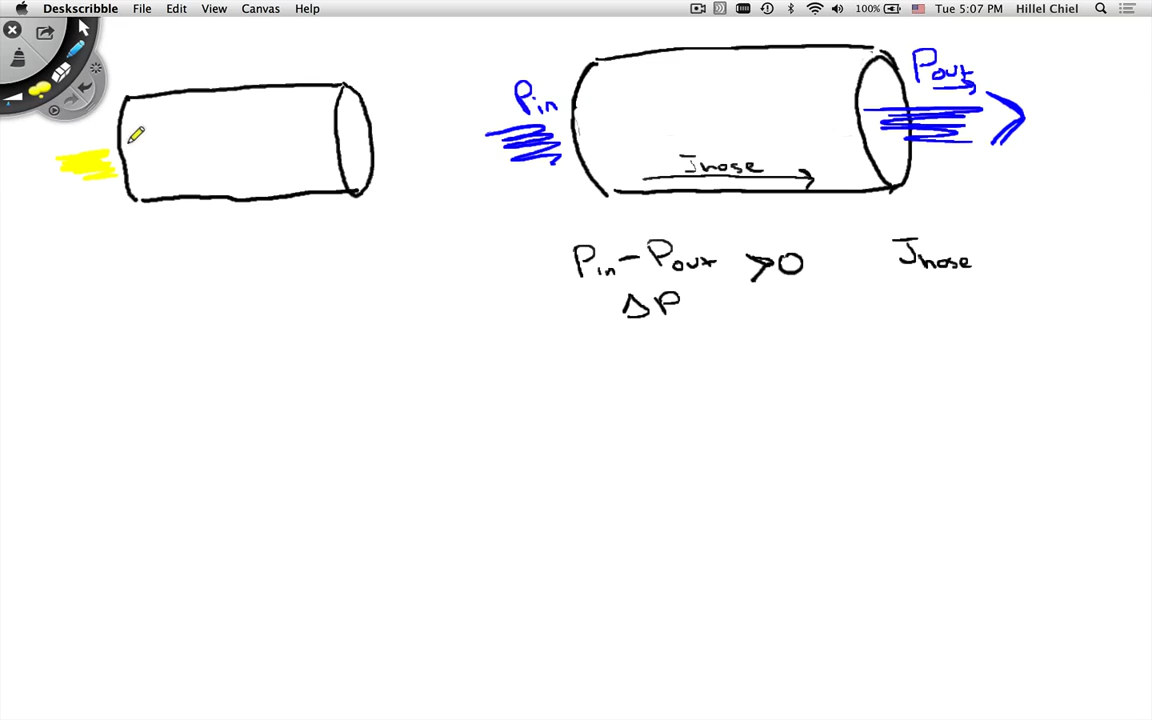 Deskscribble File Edit View Canvas Help 100% Tue 5:07 PM Hillel Chiel
Pin
Pout
Jhose
Pin - Pout > 0
Jhose
ΔP